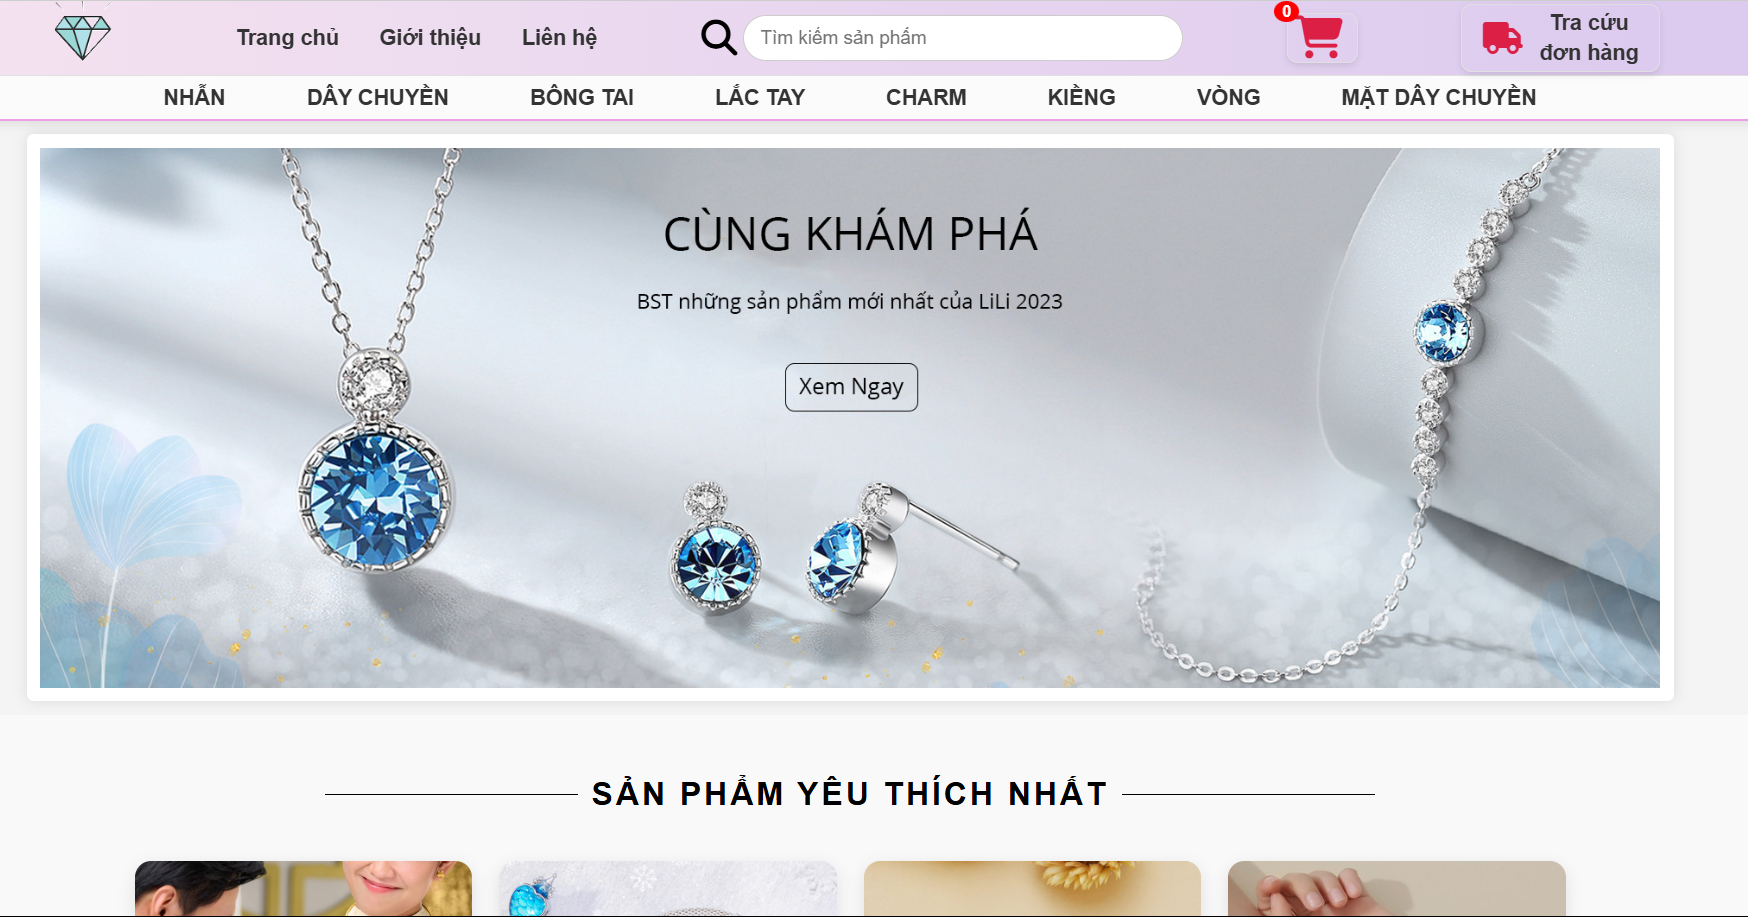 Trang chủ
Giới thiệu
Liên hệ
Tìm kiếm sản phẩm
0
Tra cứu
đơn hàng
NHẪN
DÂY CHUYỀN
BÔNG TAI
LẮC TAY
CHARM
KIỀNG
VÒNG
MẶT DÂY CHUYỀN
CÙNG KHÁM PHÁ
BST những sản phẩm mới nhất của LiLi 2023
Xem Ngay
SẢN PHẨM YÊU THÍCH NHẤT